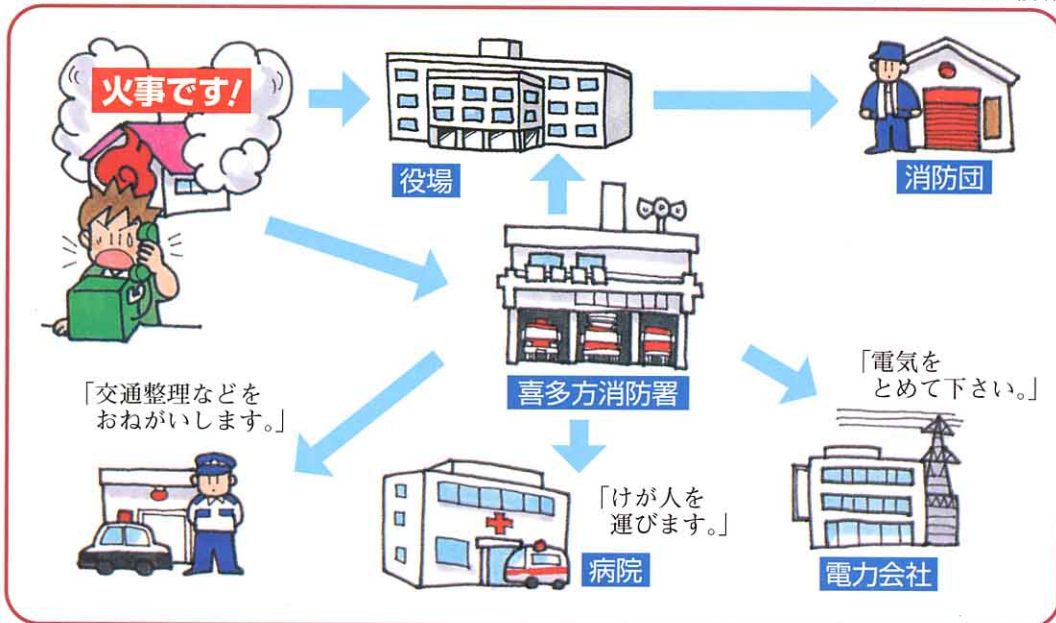 火事です!
役場
消防団
喜多方消防署
「交通整理などを
おねがいします。」
「けが人を
運びます。」
病院
「電気を
とめて下さい。」
電力会社